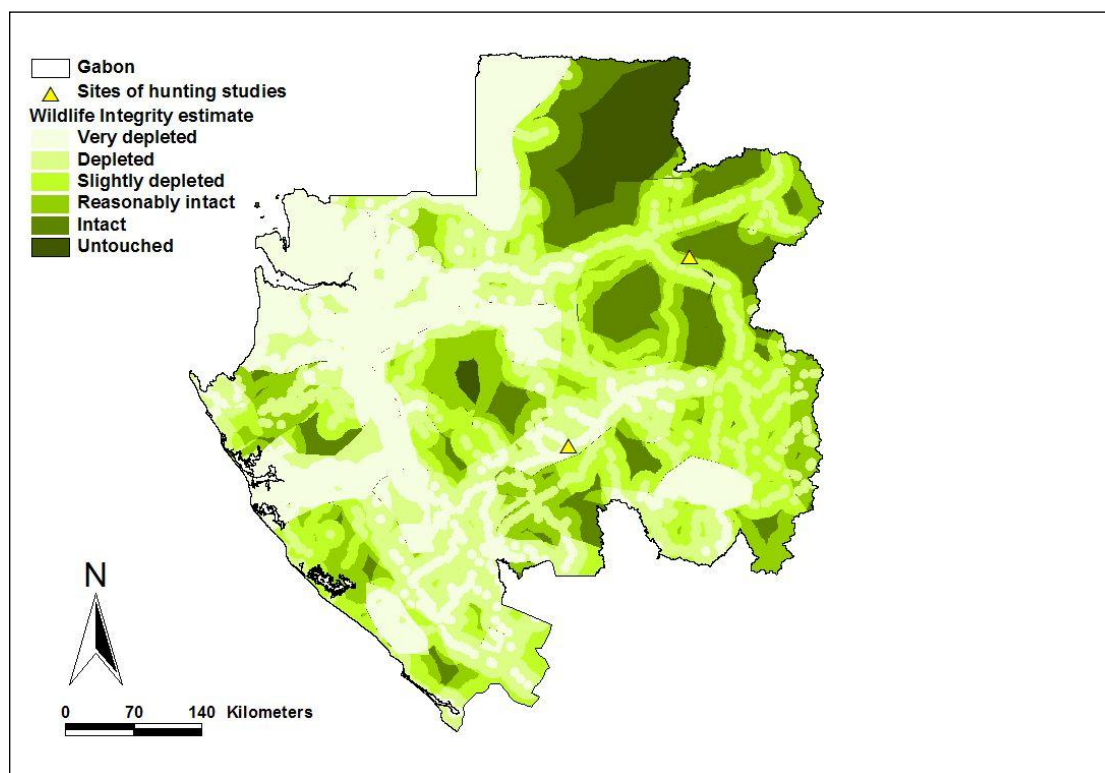 Gabon
Sites of hunting studies
Wildlife Integrity estimate
Very depleted
Depleted
Slightly depleted
Reasonably intact
Intact
Untouched
N
0 70 140 Kilometers